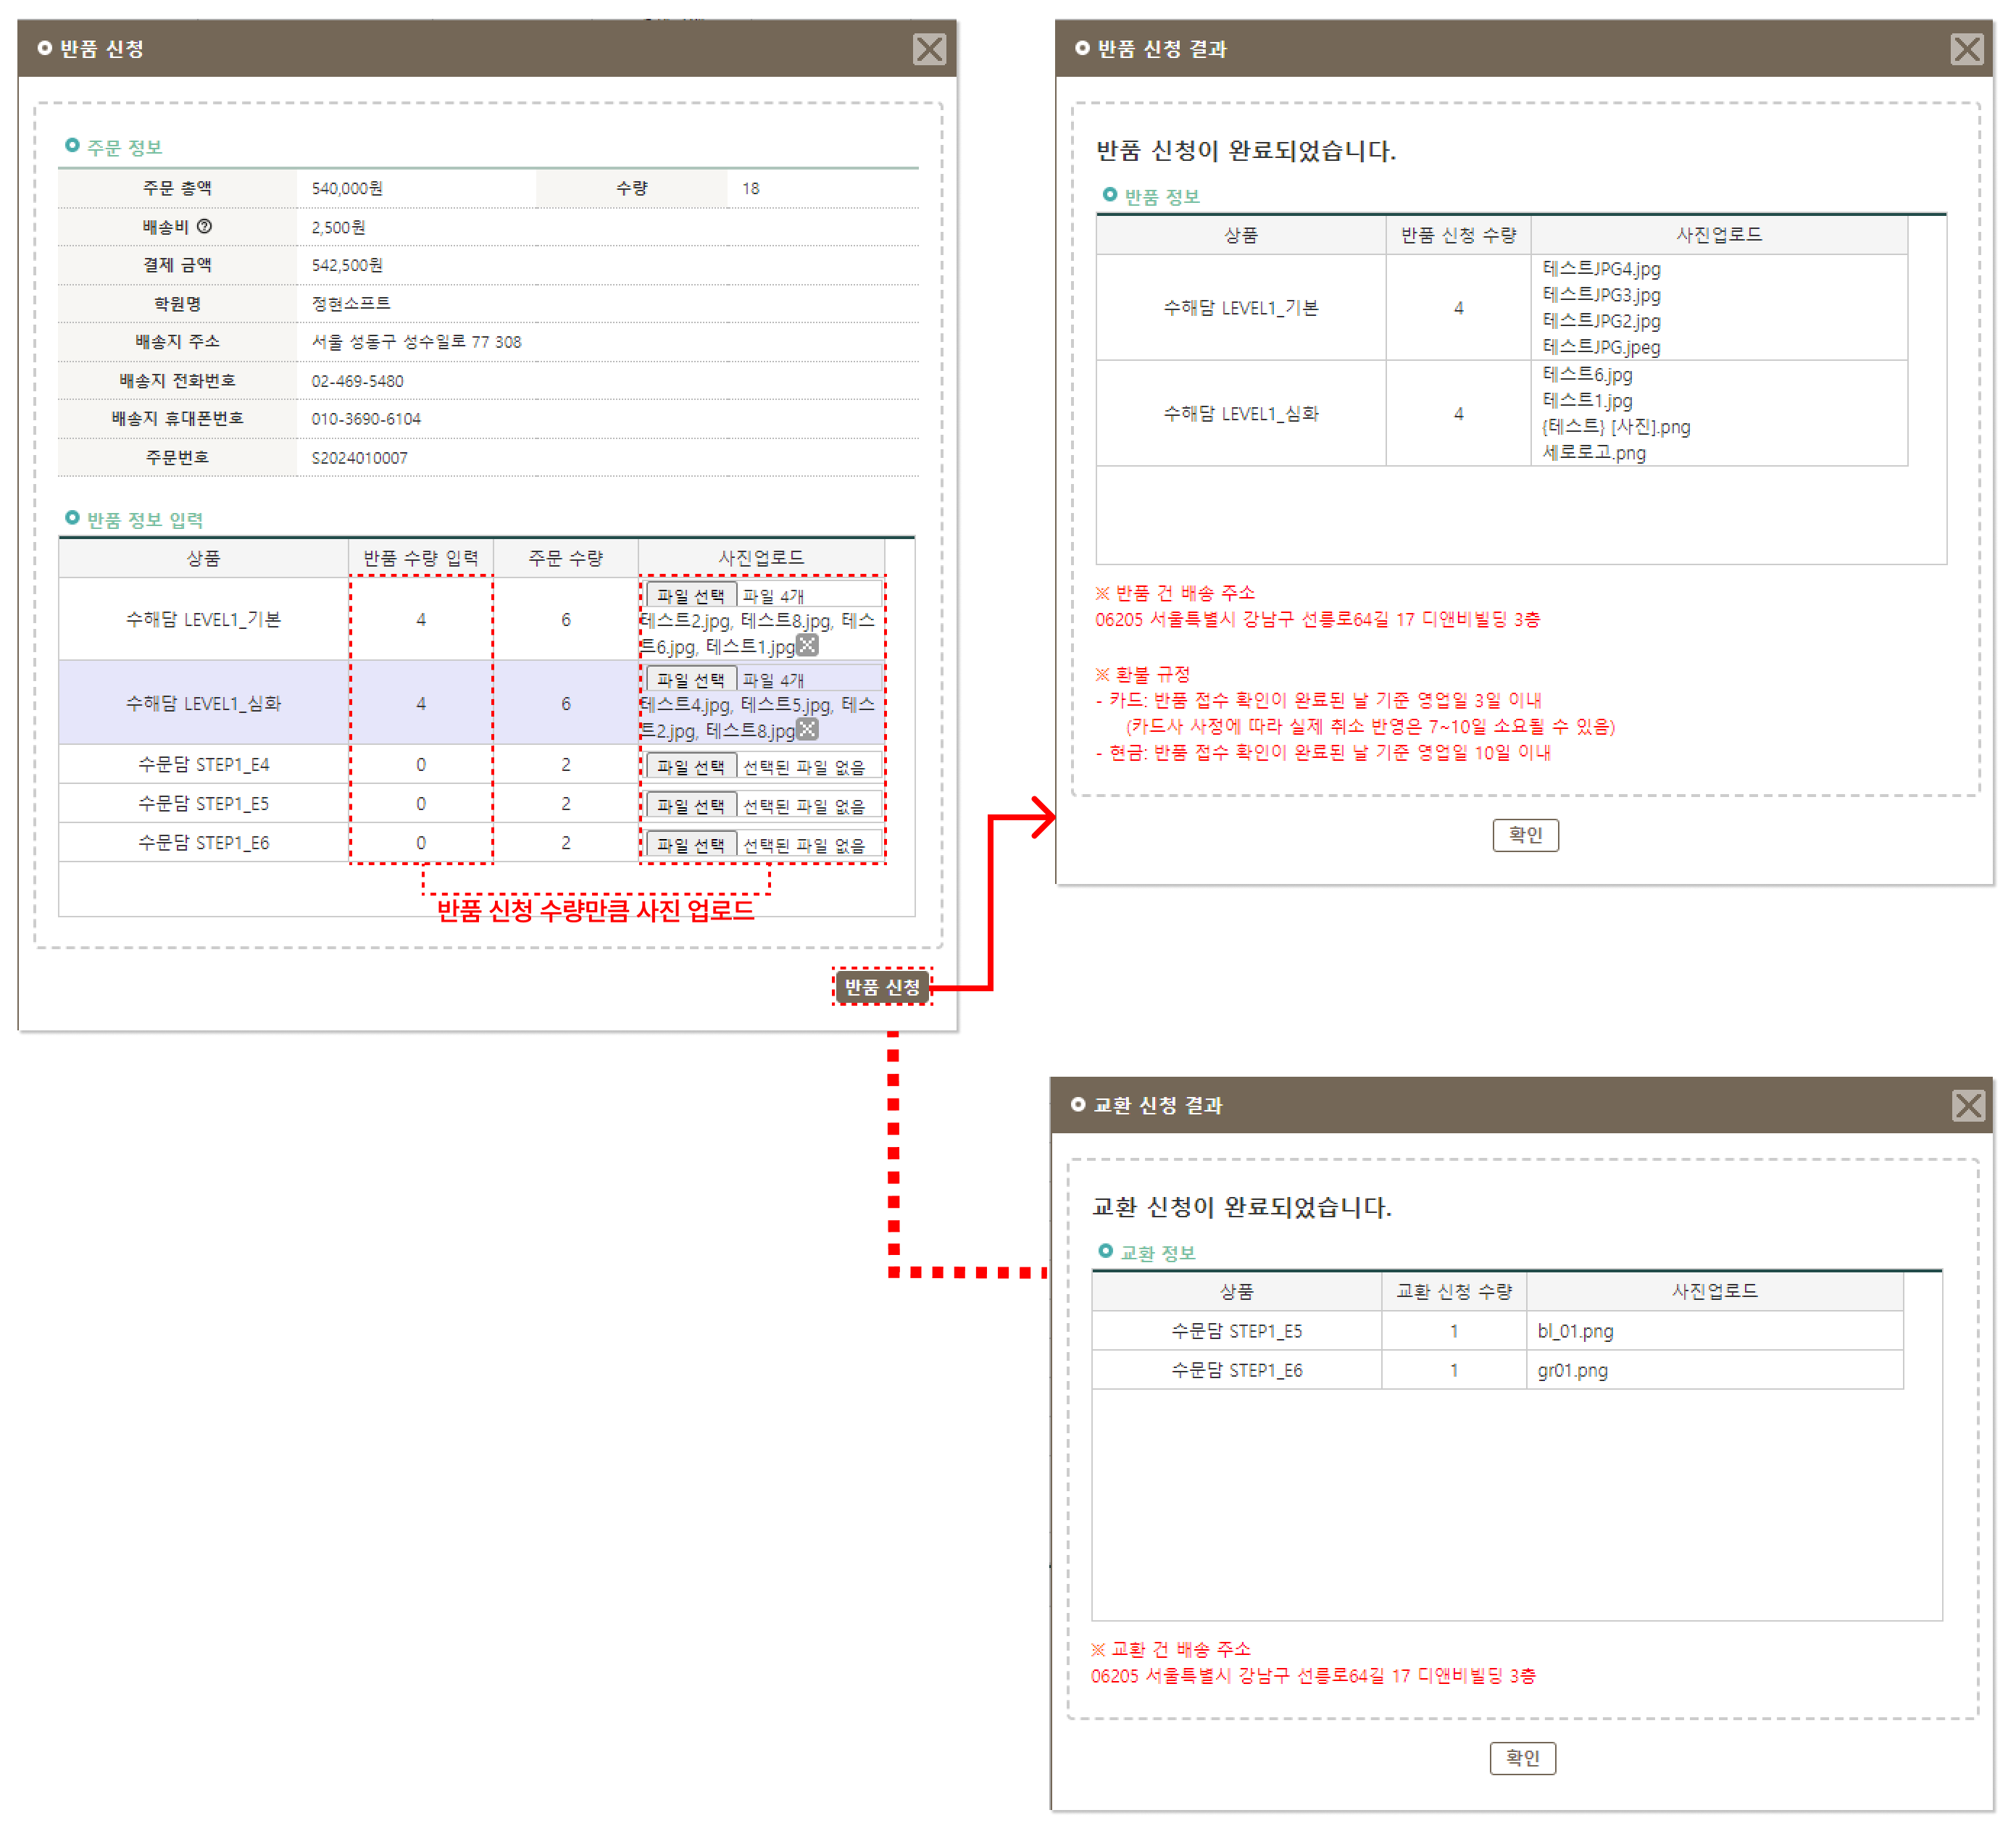 반품 신청
주문 정보
주문 총액 540,000원 수량 18
배송비 2,500원
결제 금액 542,500원
학원명 정현소프트
배송지 주소 서울 성동구 성수일로 77 308
배송지 전화번호 02-469-5480
배송지 휴대폰번호 010-3690-6104
주문번호 S2024010007
반품 정보 입력
상품 반품 수량 입력 주문 수량 사진업로드
수해담 LEVEL1_기본 4 6 파일 선택 파일 4개
테스트2.jpg, 테스트8.jpg, 테스
트6.jpg, 테스트1.jpg
수해담 LEVEL1_심화 4 6 파일 선택 파일 4개
테스트4.jpg, 테스트5.jpg, 테스
트2.jpg, 테스트8.jpg
수문담 STEP1_E4 0 2 파일 선택 선택된 파일 없음
수문담 STEP1_E5 0 2 파일 선택 선택된 파일 없음
수문담 STEP1_E6 0 2 파일 선택 선택된 파일 없음
반품 신청 수량만큼 사진 업로드
반품 신청
반품 신청 결과
반품 신청이 완료되었습니다.
반품 정보
상품 반품 신청 수량 사진업로드
수해담 LEVEL1_기본 4 테스트JPG4.jpg
테스트JPG3.jpg
테스트JPG2.jpg
테스트JPG.jpeg
수해담 LEVEL1_심화 4 테스트6.jpg
테스트1.jpg
{테스트} [사진].png
세로로고.png
※ 반품 건 배송 주소
06205 서울특별시 강남구 선릉로64길 17 디앤비빌딩 3층
※ 환불 규정
- 카드: 반품 접수 확인이 완료된 날 기준 영업일 3일 이내
(카드사 사정에 따라 실제 취소 반영은 7~10일 소요될 수 있음)
- 현금: 반품 접수 확인이 완료된 날 기준 영업일 10일 이내
확인
교환 신청 결과
교환 신청이 완료되었습니다.
교환 정보
상품 교환 신청 수량 사진업로드
수문담 STEP1_E5 1 bl_01.png
수문담 STEP1_E6 1 gr01.png
※ 교환 건 배송 주소
06205 서울특별시 강남구 선릉로64길 17 디앤비빌딩 3층
확인